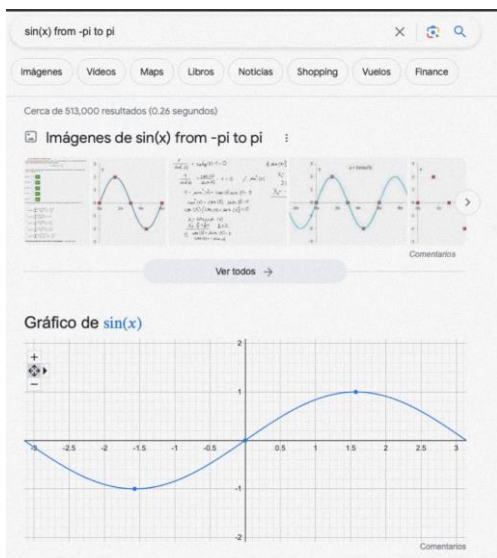 sin(x) from -pi to pi
Imágenes Videos Maps Libros Noticias Shopping Vuelos Finance
Cerca de 513,000 resultados (0.26 segundos)
Imágenes de sin(x) from -pi to pi
Comentarios
Ver todos
Gráfico de sin(x)
+
−
2
1
-3 -2.5 -2 -1.5 -1 -0.5 0 0.5 1 1.5 2 2.5 3
-1
-2
Comentarios